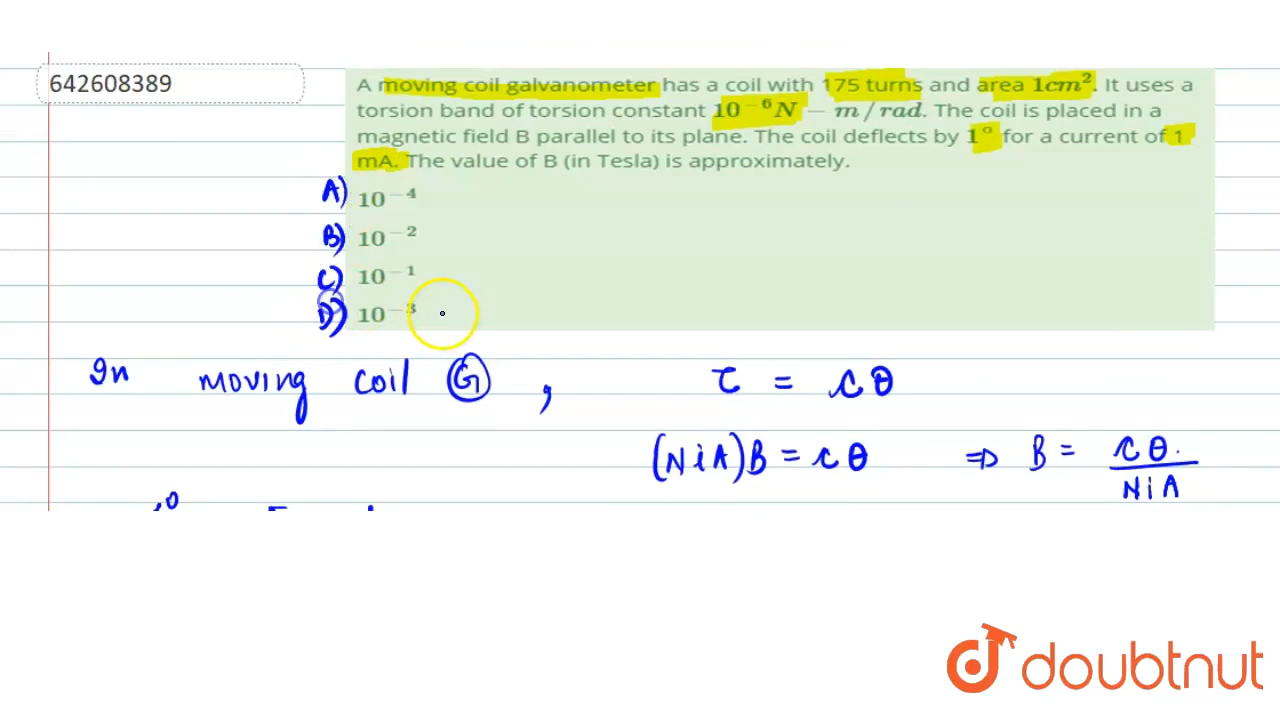 642608389
A moving coil galvanometer has a coil with 175 turns and area 1cm². It uses a
torsion band of torsion constant 10⁻⁶N − m/rad. The coil is placed in a
magnetic field B parallel to its plane. The coil deflects by 1° for a current of 1
mA. The value of B (in Tesla) is approximately.
A) 10⁻⁴
B) 10⁻²
C) 10⁻¹
D) 10⁻³
In moving coil G, τ = Cθ
(NiA)B = Cθ ⇒ B = Cθ/NiA
doubtnut